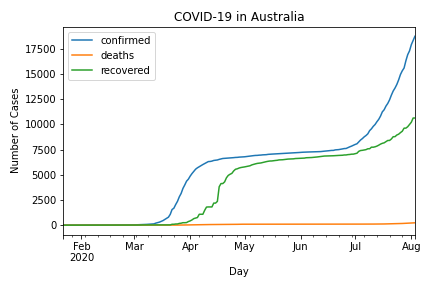 COVID-19 in Australia
confirmed
deaths
recovered
Number of Cases
17500
15000
12500
10000
7500
5000
2500
0
Feb Mar Apr May Jun Jul Aug
2020
Day